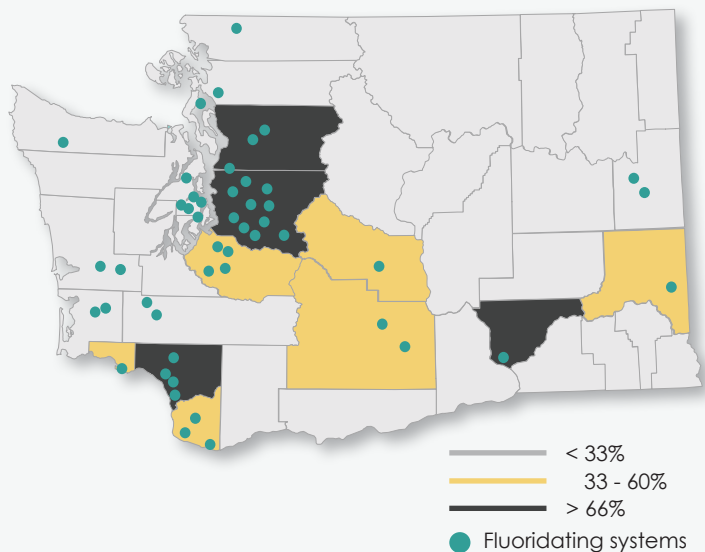 < 33%
33 - 60%
> 66%
Fluoridating systems